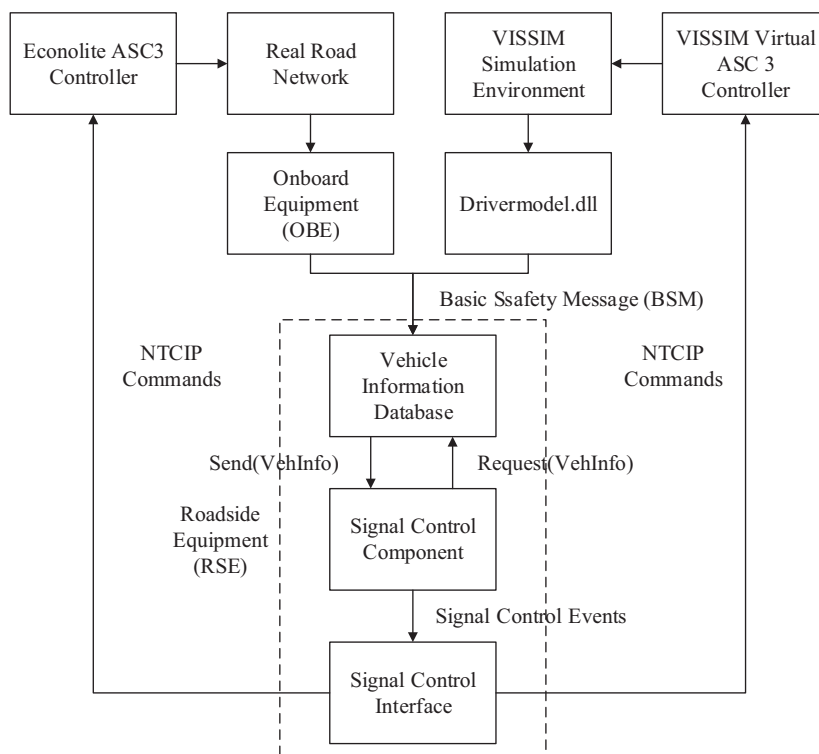 Econolite ASC3
Controller
Real Road
Network
VISSIM
Simulation
Environment
VISSIM Virtual
ASC 3
Controller
Onboard
Equipment
(OBE)
Drivermodel.dll
Basic Ssafety Message (BSM)
NTCIP
Commands
Vehicle
Information
Database
NTCIP
Commands
Send(VehInfo)
Request(VehInfo)
Roadside
Equipment
(RSE)
Signal Control
Component
Signal Control Events
Signal Control
Interface